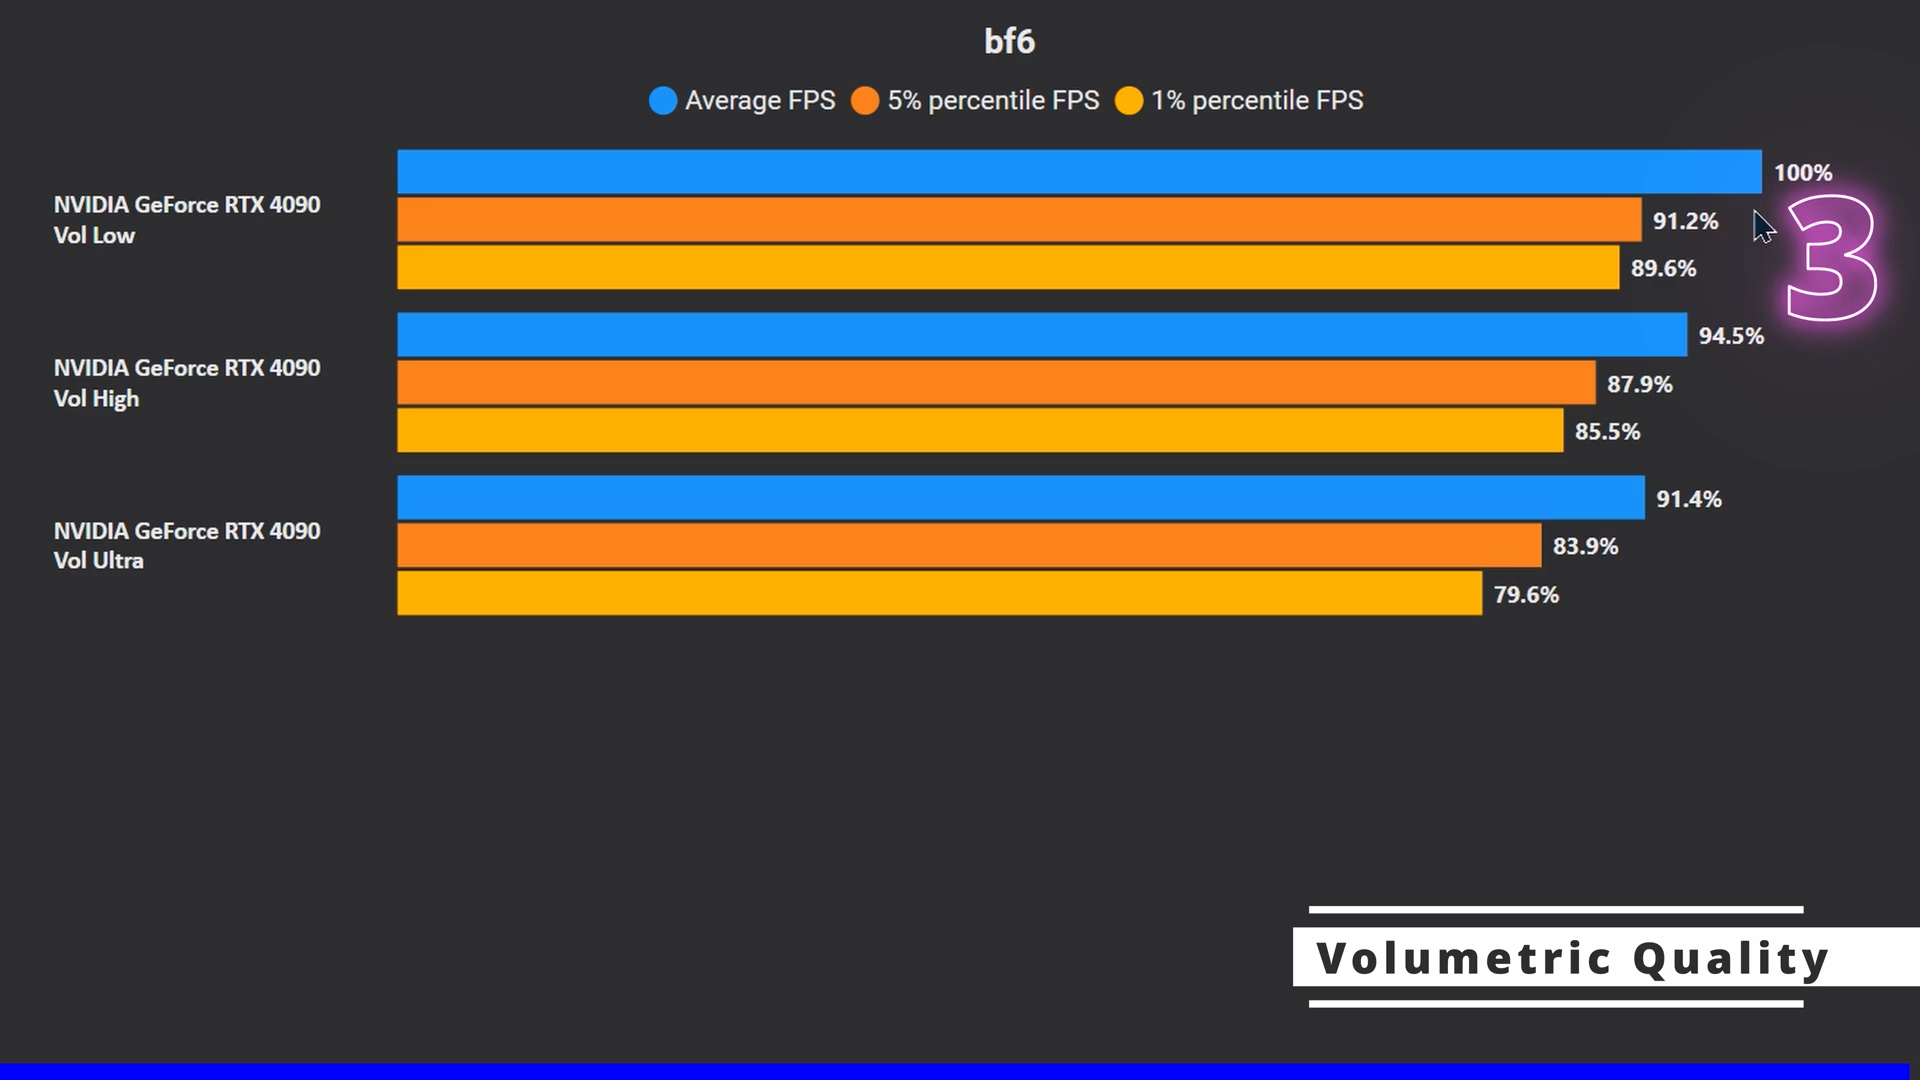 bf6
Average FPS 5% percentile FPS 1% percentile FPS
NVIDIA GeForce RTX 4090
Vol Low
100%
91.2%
89.6%
3
NVIDIA GeForce RTX 4090
Vol High
94.5%
87.9%
85.5%
NVIDIA GeForce RTX 4090
Vol Ultra
91.4%
83.9%
79.6%
Volumetric Quality